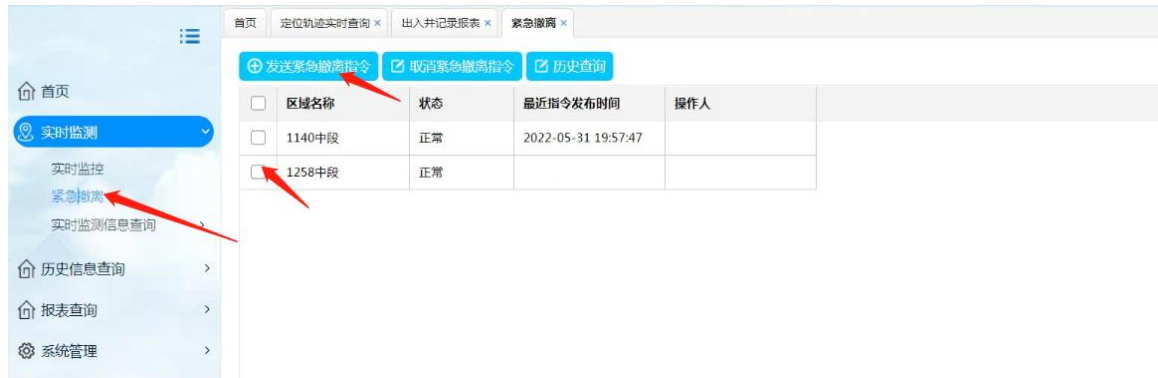 首页 定位轨迹实时查询 × 出入井记录报表 × 紧急撤离 ×
发送紧急撤离指令 取消紧急撤离指令 历史查询
首页
实时监测
实时监控
紧急撤离
实时监测信息查询
历史信息查询
报表查询
系统管理
区域名称 状态 最近指令发布时间 操作人
1140中段 正常 2022-05-31 19:57:47
1258中段 正常